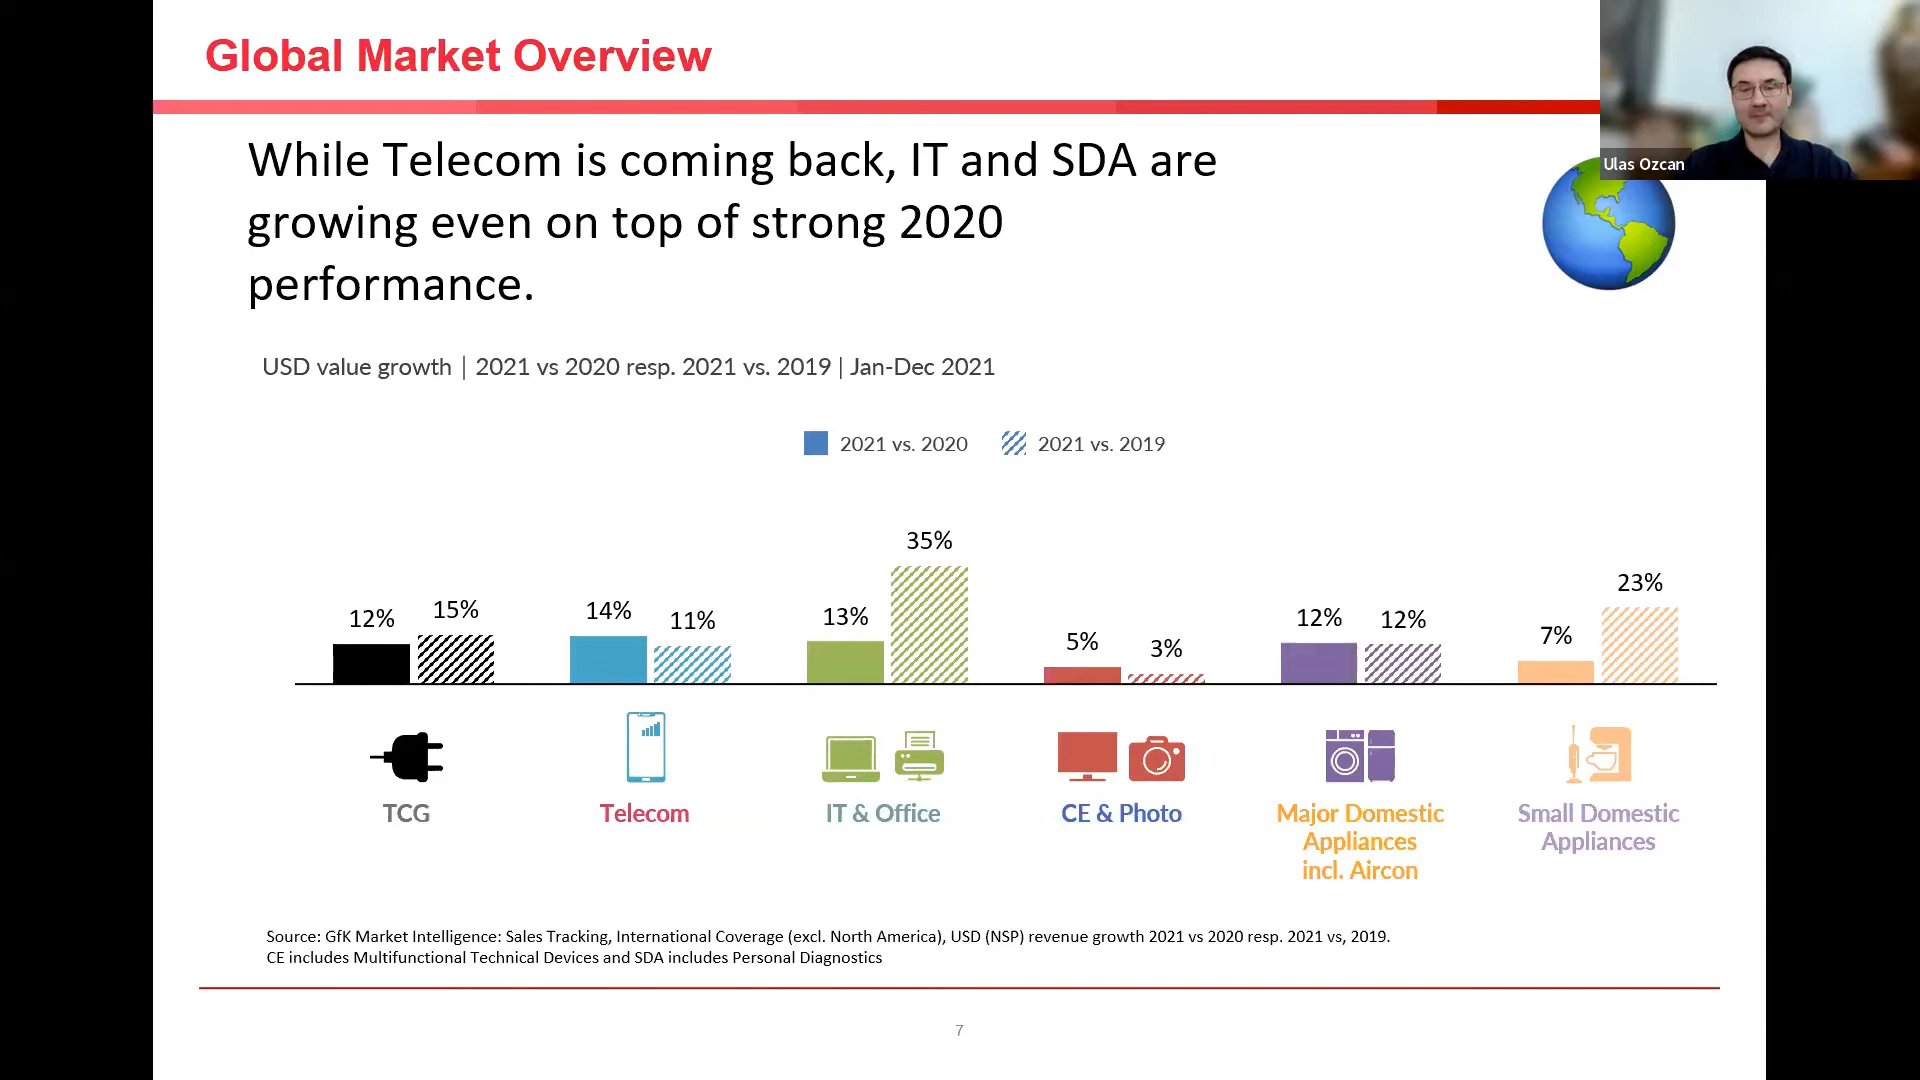 Global Market Overview
Ulas Ozcan
While Telecom is coming back, IT and SDA are
growing even on top of strong 2020
performance.
USD value growth | 2021 vs 2020 resp. 2021 vs. 2019 | Jan-Dec 2021
2021 vs. 2020
2021 vs. 2019
12%
15%
14%
11%
13%
35%
5%
3%
12%
12%
7%
23%
TCG
Telecom
IT & Office
CE & Photo
Major Domestic
Appliances
incl. Aircon
Small Domestic
Appliances
Source: GfK Market Intelligence: Sales Tracking, International Coverage (excl. North America), USD (NSP) revenue growth 2021 vs 2020 resp. 2021 vs, 2019.
CE includes Multifunctional Technical Devices and SDA includes Personal Diagnostics
7